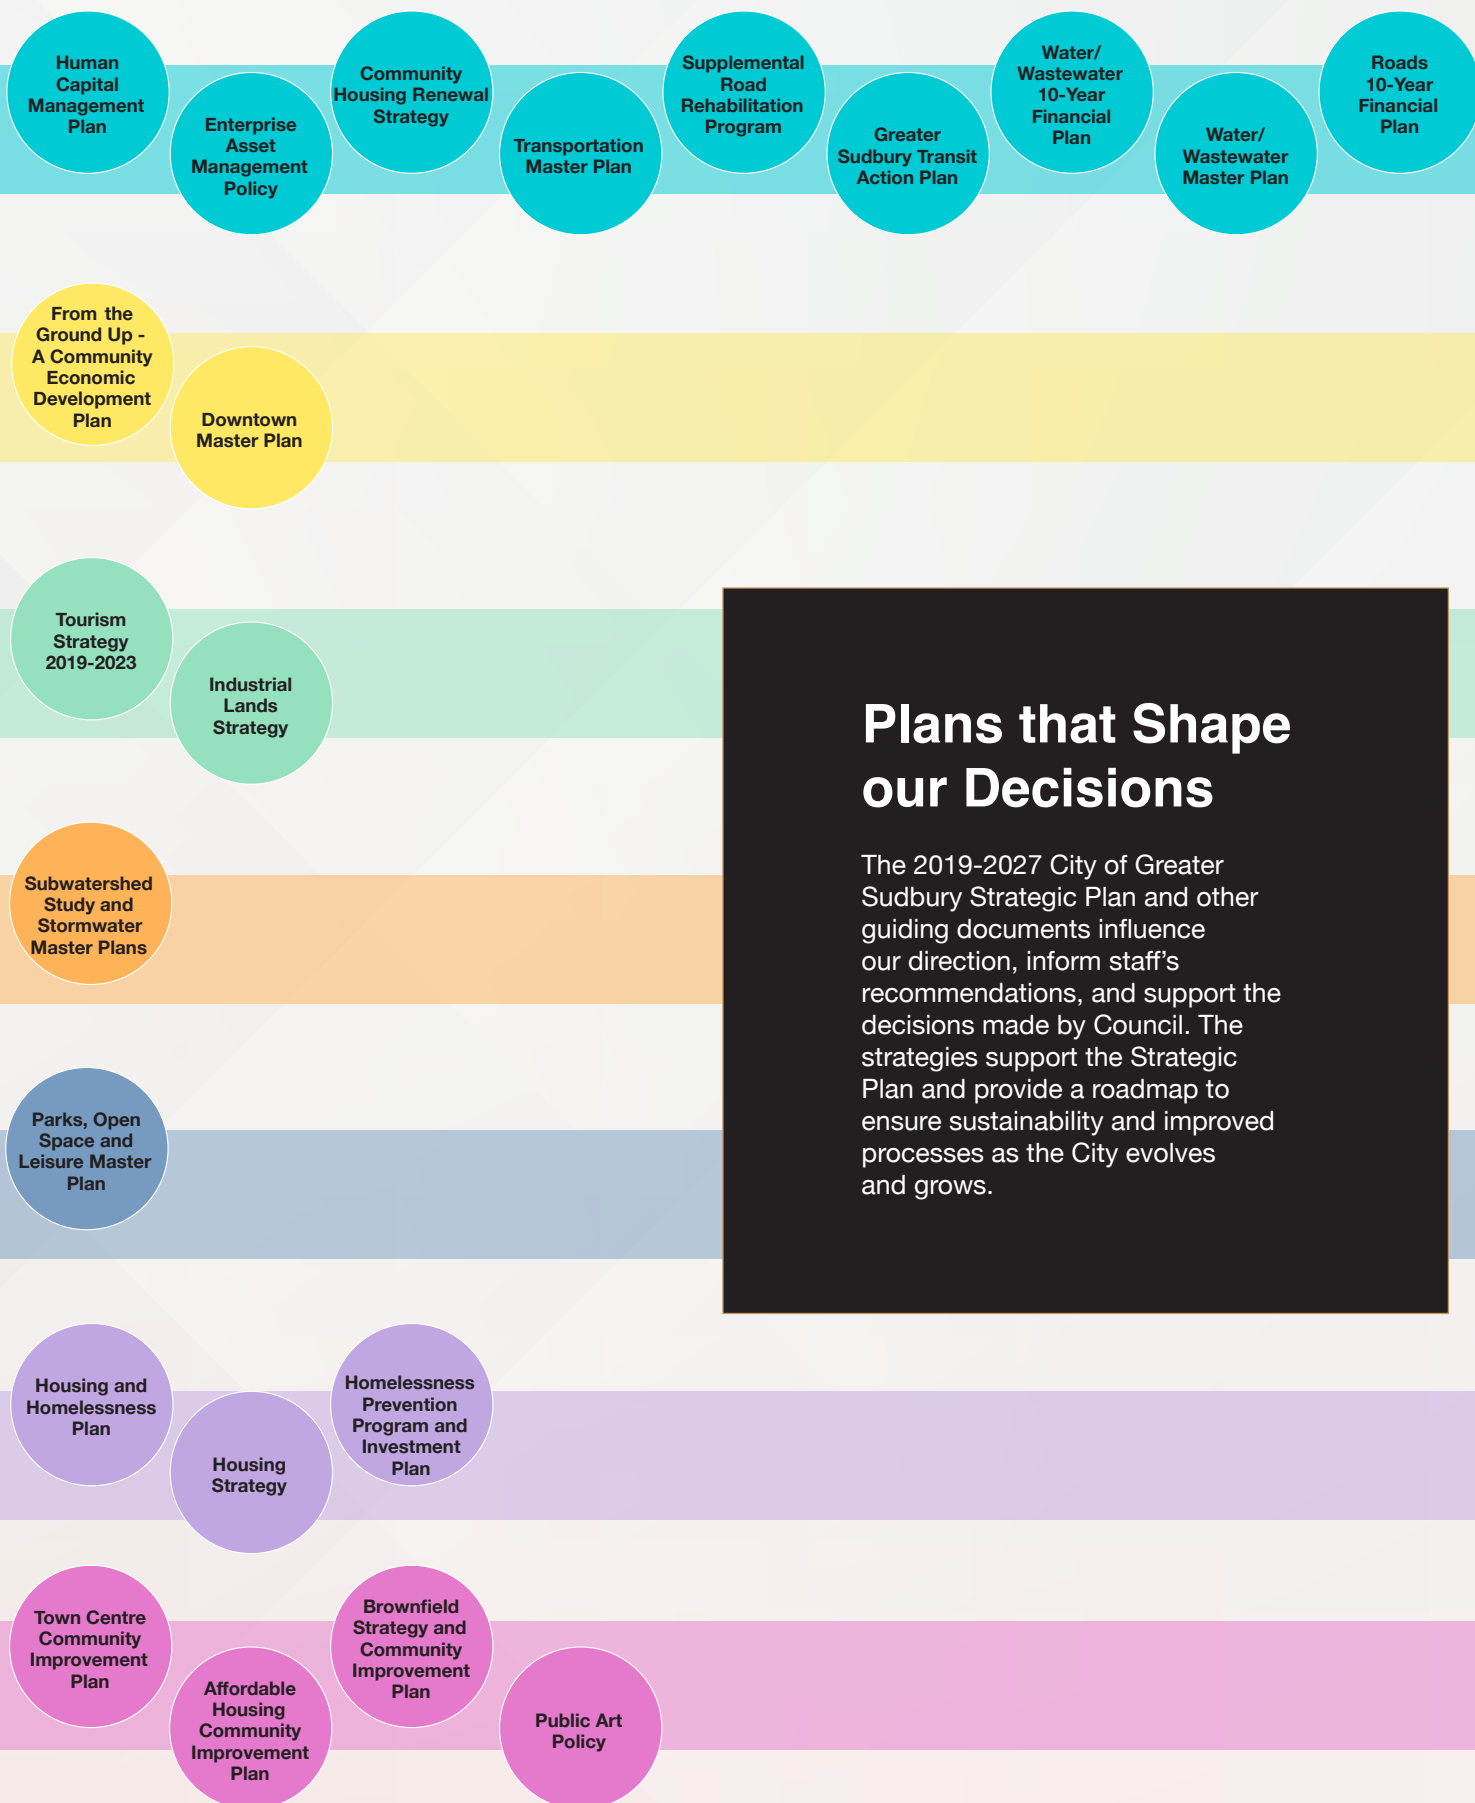 Human
Capital
Management
Plan
Enterprise
Asset
Management
Policy
Community
Housing Renewal
Strategy
Transportation
Master Plan
Supplemental
Road
Rehabilitation
Program
Greater
Sudbury Transit
Action Plan
Water/
Wastewater
10-Year
Financial
Plan
Water/
Wastewater
Master Plan
Roads
10-Year
Financial
Plan
From the
Ground Up -
A Community
Economic
Development
Plan
Downtown
Master Plan
Tourism
Strategy
2019-2023
Industrial
Lands
Strategy
Plans that Shape
our Decisions
The 2019-2027 City of Greater
Sudbury Strategic Plan and other
guiding documents influence
our direction, inform staff’s
recommendations, and support the
decisions made by Council. The
strategies support the Strategic
Plan and provide a roadmap to
ensure sustainability and improved
processes as the City evolves
and grows.
Subwatershed
Study and
Stormwater
Master Plans
Parks, Open
Space and
Leisure Master
Plan
Housing and
Homelessness
Plan
Housing
Strategy
Homelessness
Prevention
Program and
Investment
Plan
Town Centre
Community
Improvement
Plan
Affordable
Housing
Community
Improvement
Plan
Brownfield
Strategy and
Community
Improvement
Plan
Public Art
Policy